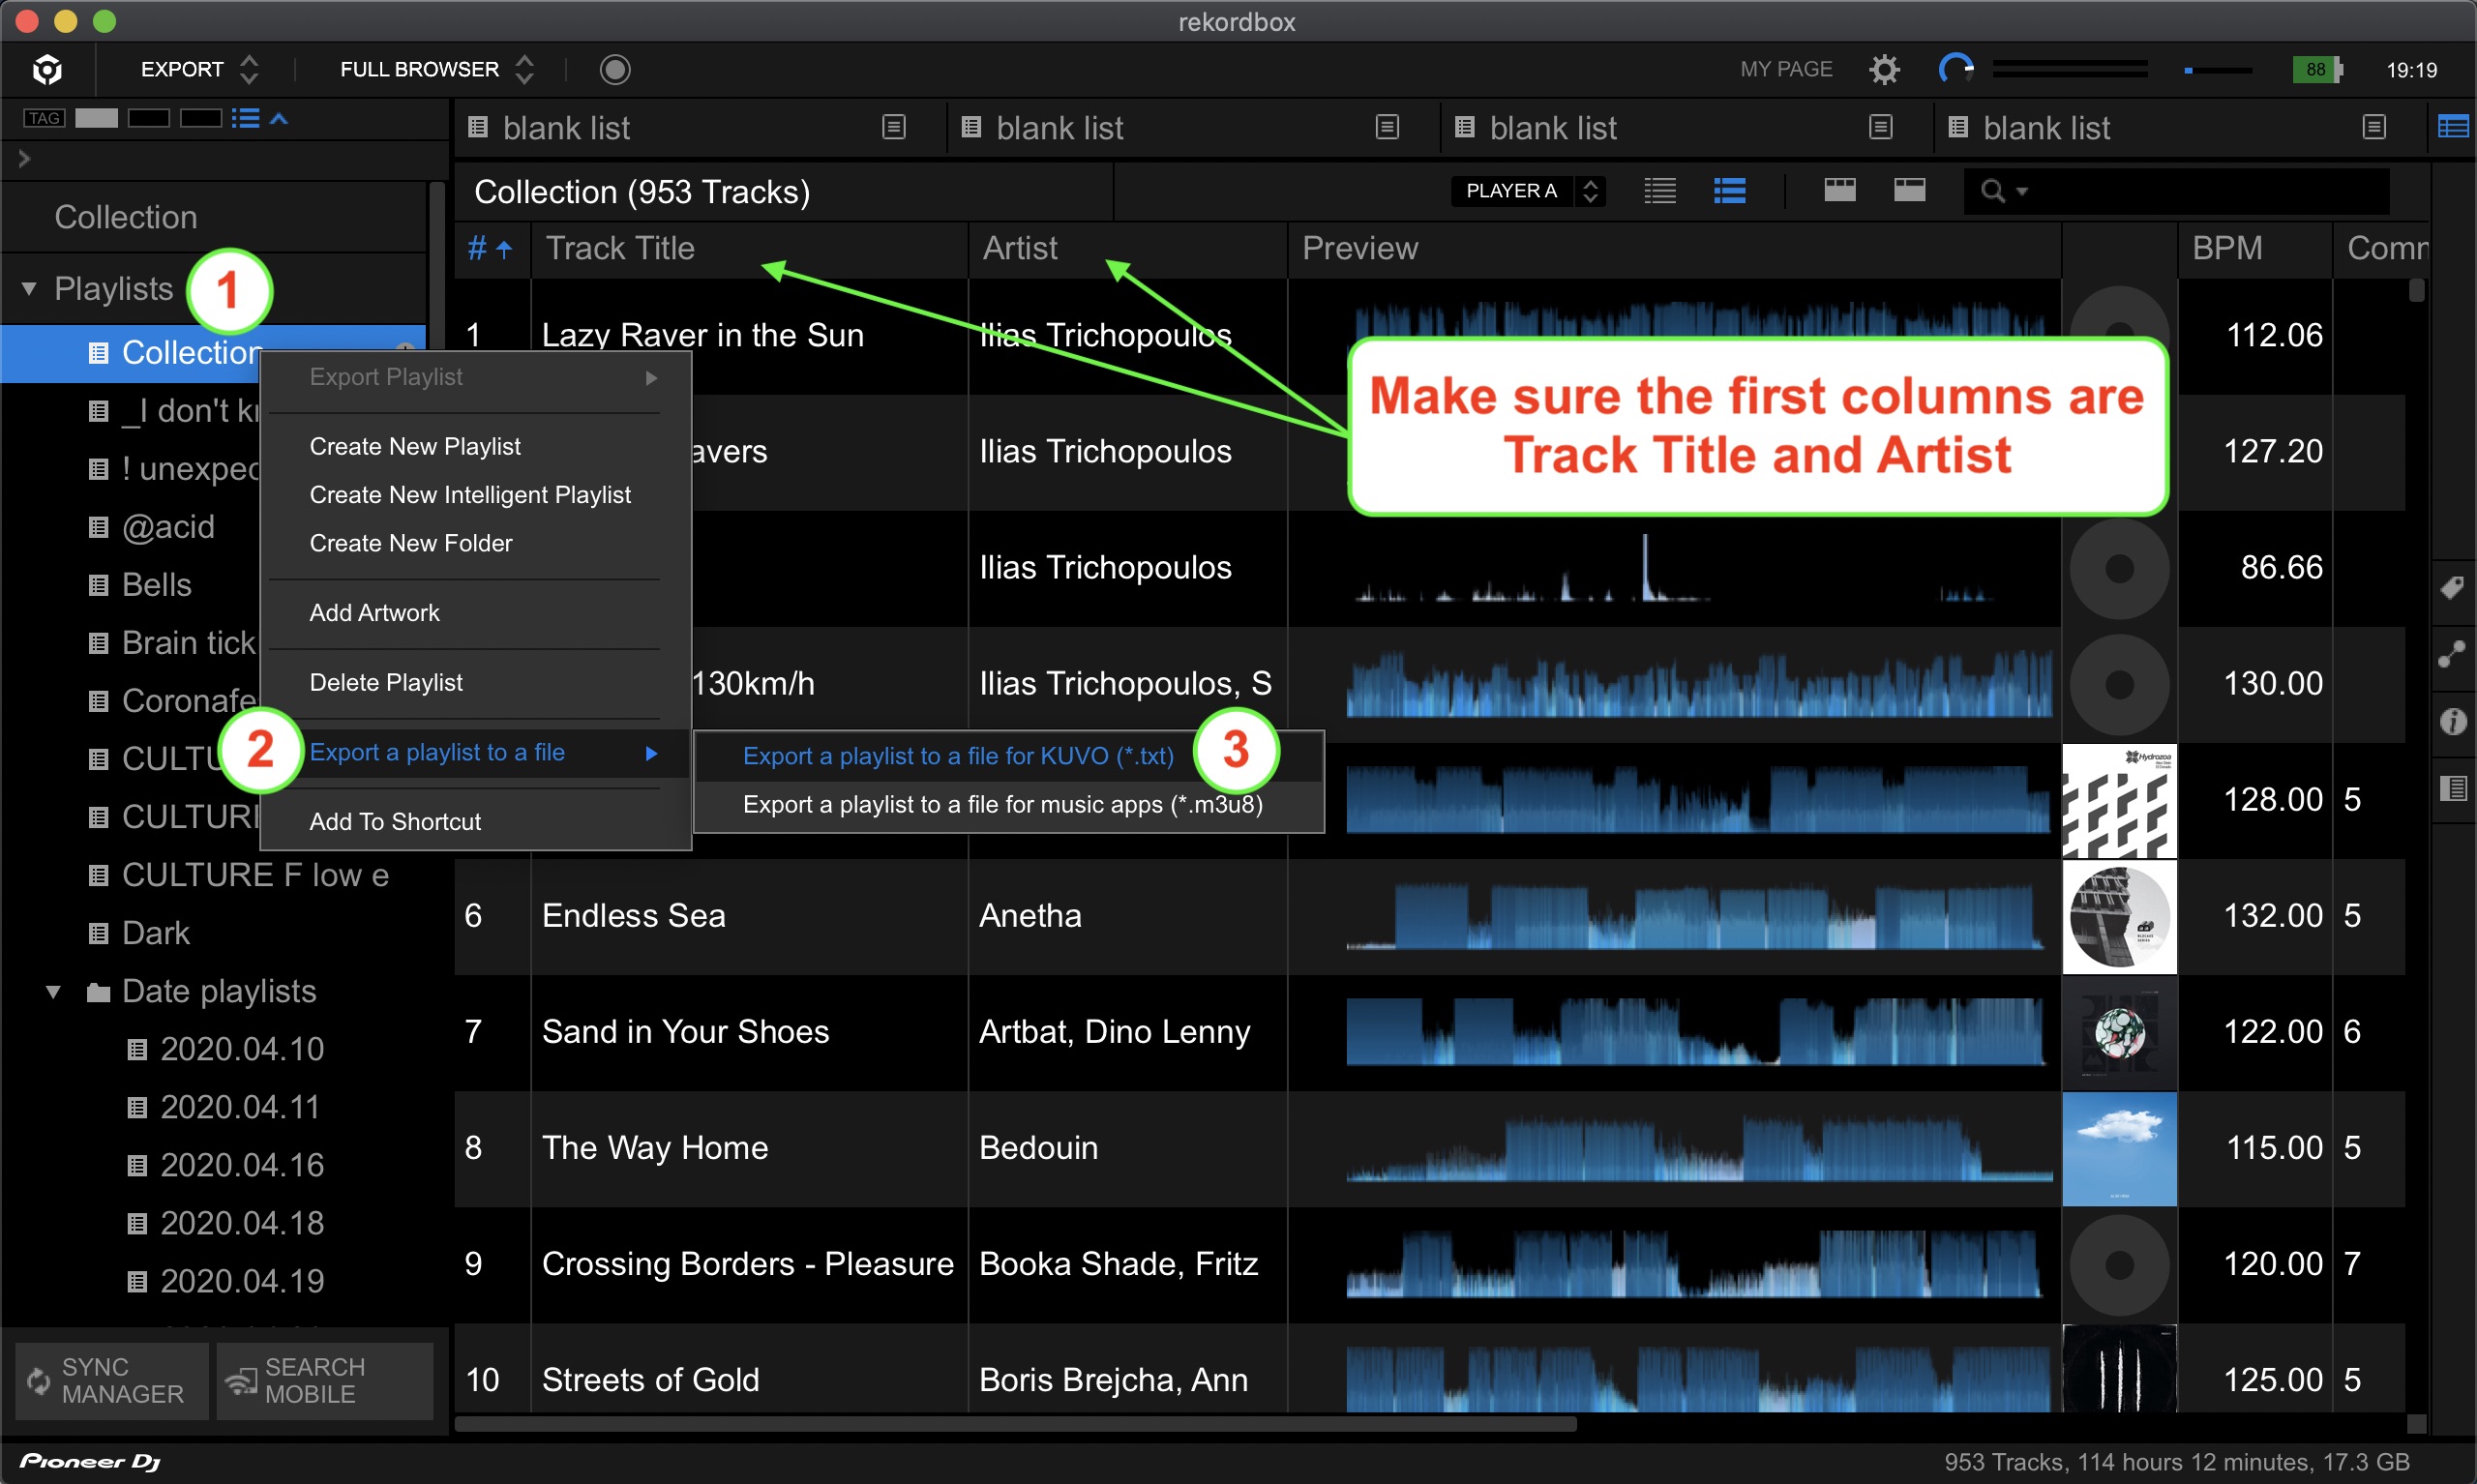 rekordbox
EXPORT
FULL BROWSER
MY PAGE
88
19:19
TAG
blank list
blank list
blank list
blank list
Collection (953 Tracks)
PLAYER A
Collection
Playlists
1
Collection
_I don't k
! unexpec
@acid
Bells
Brain tick
Coronafe
CULTU
CULTUR
CULTURE F low e
Dark
Date playlists
2020.04.10
2020.04.11
2020.04.16
2020.04.18
2020.04.19
SYNC MANAGER
SEARCH MOBILE
Export Playlist
Create New Playlist
Create New Intelligent Playlist
Create New Folder
Add Artwork
Delete Playlist
2
Export a playlist to a file
Add To Shortcut
Export a playlist to a file for KUVO (*.txt)
3
Export a playlist to a file for music apps (*.m3u8)
Make sure the first columns are
Track Title and Artist
# Track Title Artist Preview BPM Comm
1 Lazy Raver in the Sun Ilias Trichopoulos 112.06
avers Ilias Trichopoulos 127.20
Ilias Trichopoulos 86.66
130km/h Ilias Trichopoulos, S 130.00
Hydrozoa
128.00 5
6 Endless Sea Anetha 132.00 5
7 Sand in Your Shoes Artbat, Dino Lenny 122.00 6
8 The Way Home Bedouin 115.00 5
9 Crossing Borders - Pleasure Booka Shade, Fritz 120.00 7
10 Streets of Gold Boris Brejcha, Ann 125.00 5
Pioneer Dj
953 Tracks, 114 hours 12 minutes, 17.3 GB